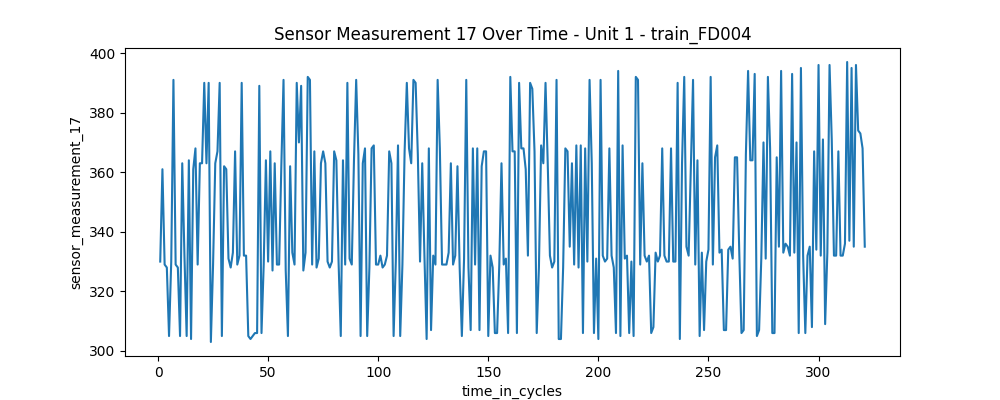 Sensor Measurement 17 Over Time - Unit 1 - train_FD004
sensor_measurement_17
400
380
360
340
320
300
0 50 100 150 200 250 300
time_in_cycles